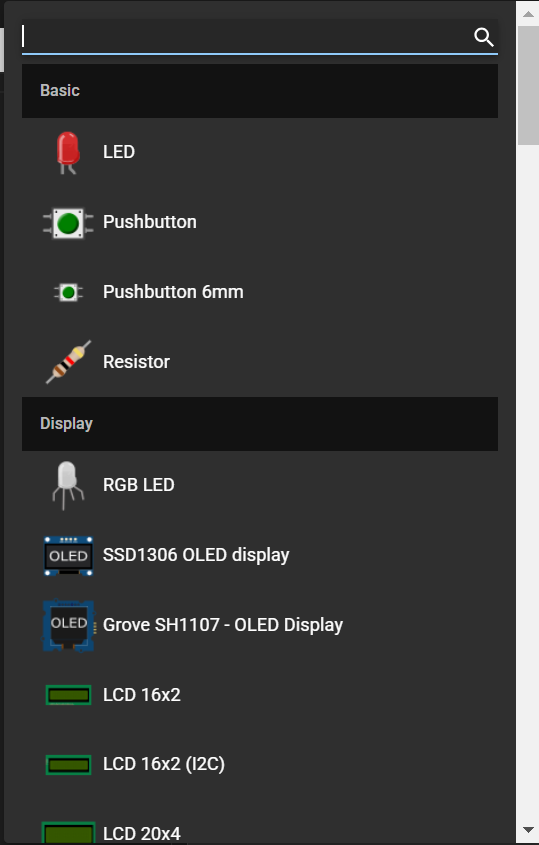 Basic
LED
Pushbutton
Pushbutton 6mm
Resistor
Display
RGB LED
OLED
SSD1306 OLED display
OLED
Grove SH1107 - OLED Display
LCD 16x2
LCD 16x2 (I2C)
LCD 20x4